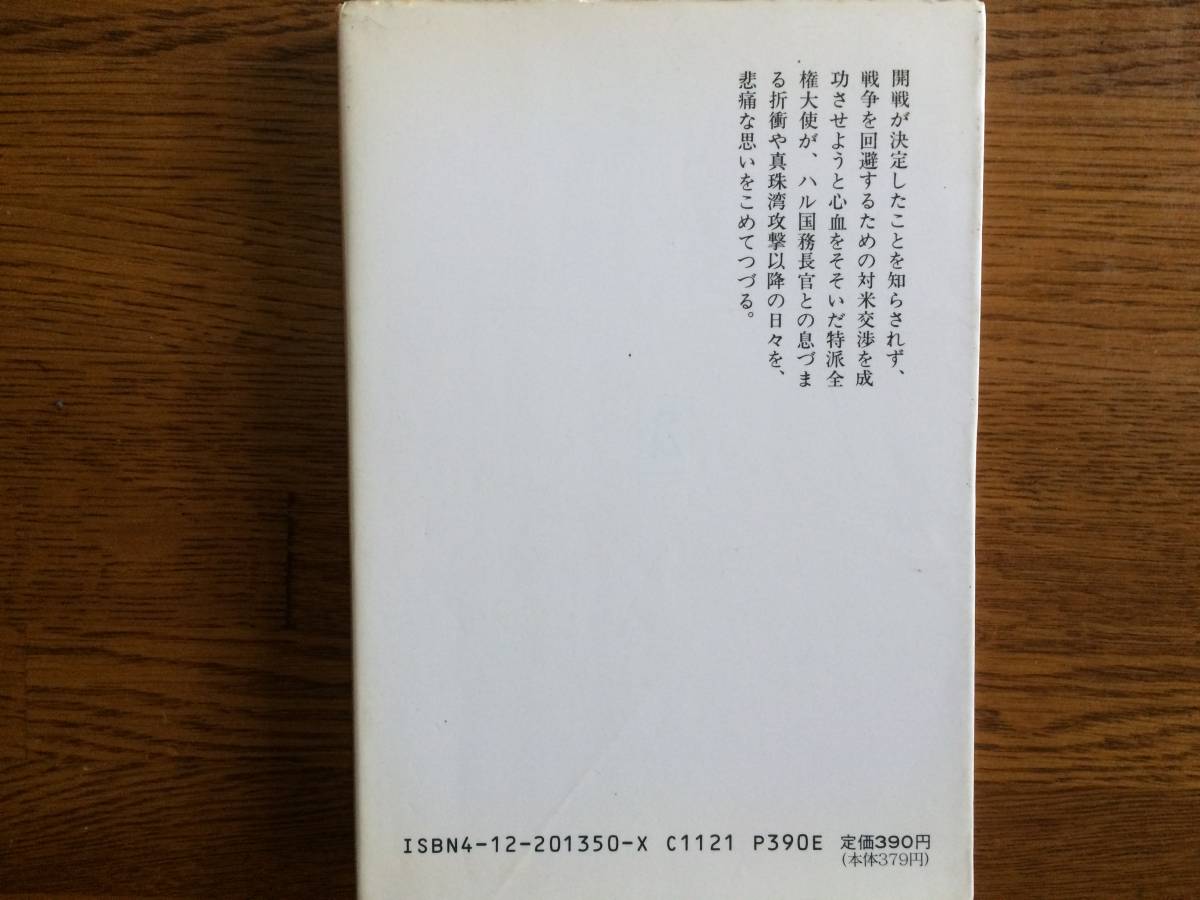 開戦が決定したことを知らされず、
戦争を回避するための対米交渉を成
功させようと心血をそそいだ特派全
権大使が、ハル国務長官との息づま
る折衝や真珠湾攻撃以降の日々を、
悲痛な思いをこめてつづる。
ISBN4-12-201350-X C1121 P390E 定価390円
(本体379円)